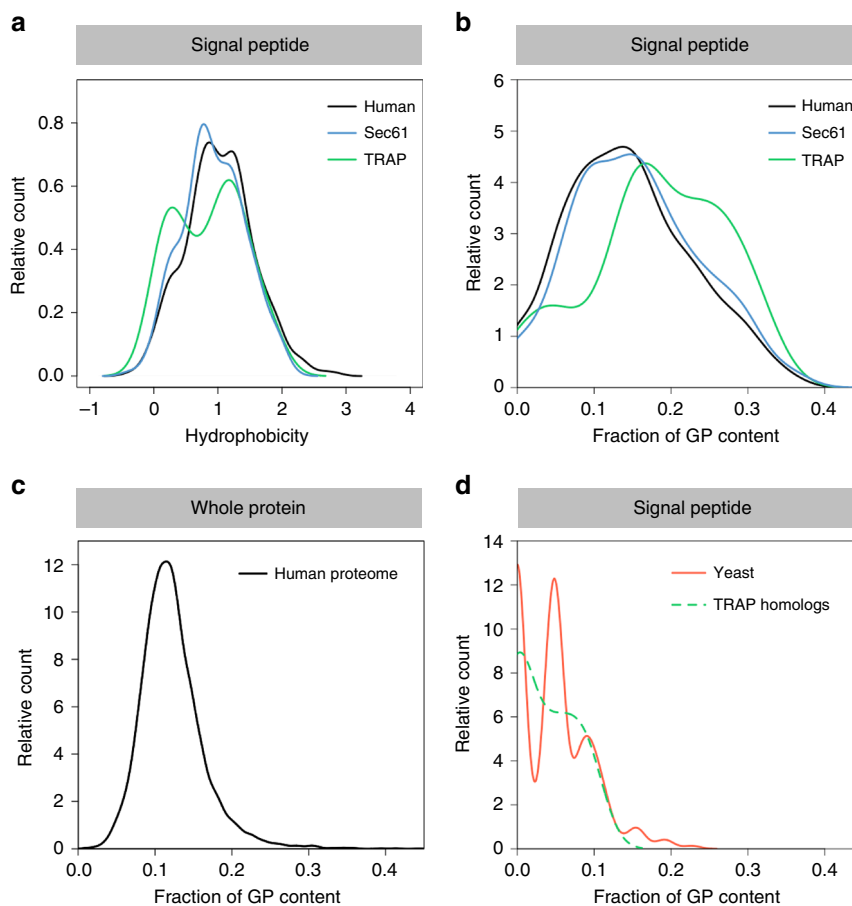 a
Signal peptide
Human
Sec61
TRAP
Relative count
0.8
0.6
0.4
0.2
0.0
−1 0 1 2 3 4
Hydrophobicity
b
Signal peptide
Human
Sec61
TRAP
Relative count
6
5
4
3
2
1
0
0.0 0.1 0.2 0.3 0.4
Fraction of GP content
c
Whole protein
Human proteome
Relative count
12
10
8
6
4
2
0
0.0 0.1 0.2 0.3 0.4
Fraction of GP content
d
Signal peptide
Yeast
TRAP homologs
Relative count
14
12
10
8
6
4
2
0
0.0 0.1 0.2 0.3 0.4
Fraction of GP content